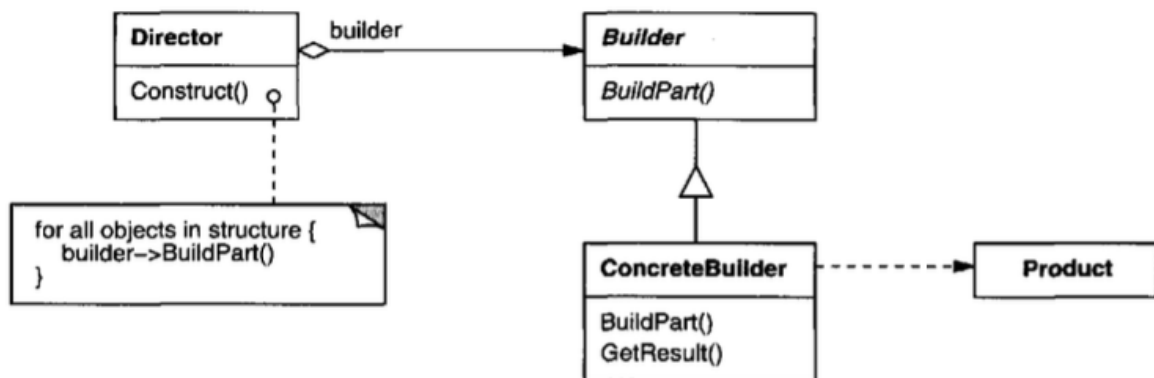 Director
builder
Builder
Construct()
BuildPart()
for all objects in structure {
builder->BuildPart()
}
ConcreteBuilder
Product
BuildPart()
GetResult()